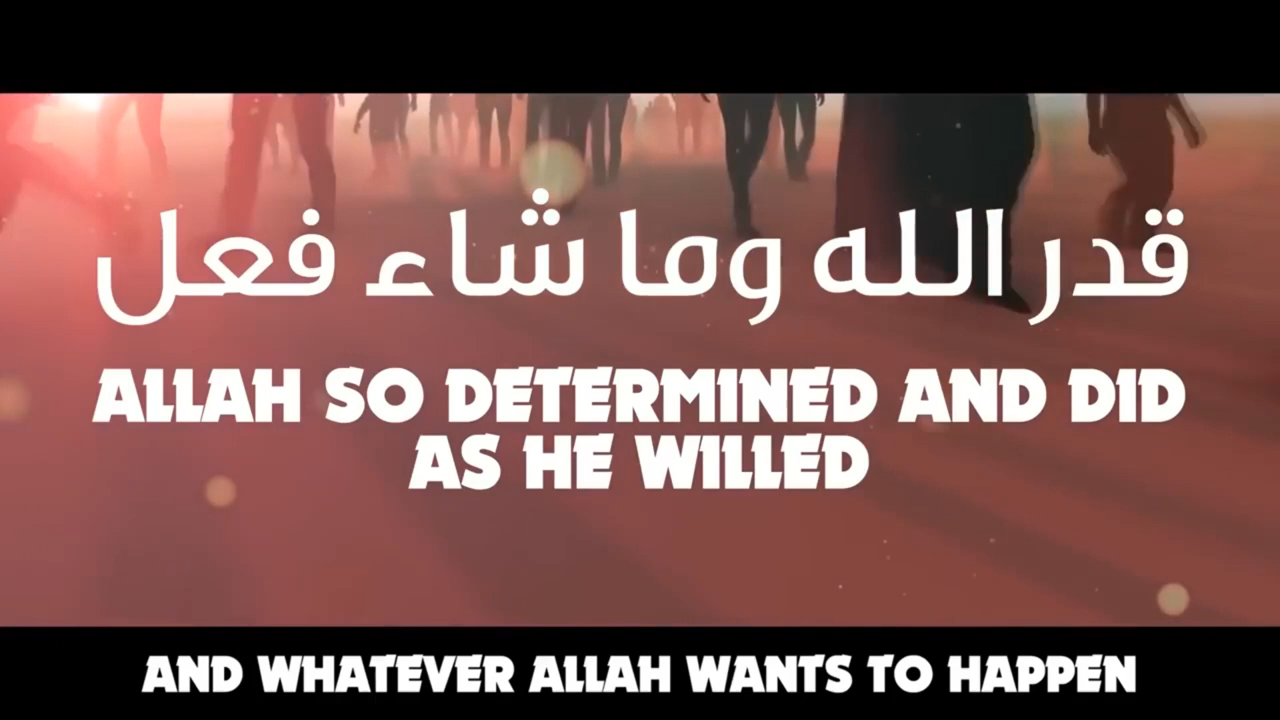 قدر الله وما شاء فعل
ALLAH SO DETERMINED AND DID
AS HE WILLED
AND WHATEVER ALLAH WANTS TO HAPPEN